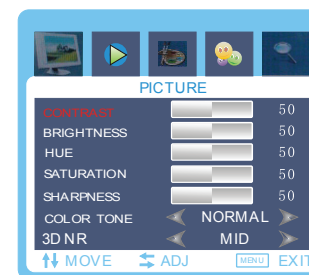 PICTURE
CONTRAST 50
BRIGHTNESS 50
HUE 50
SATURATION 50
SHARPNESS 50
COLOR TONE NORMAL
3D NR MID
MOVE ADJ MENU EXIT